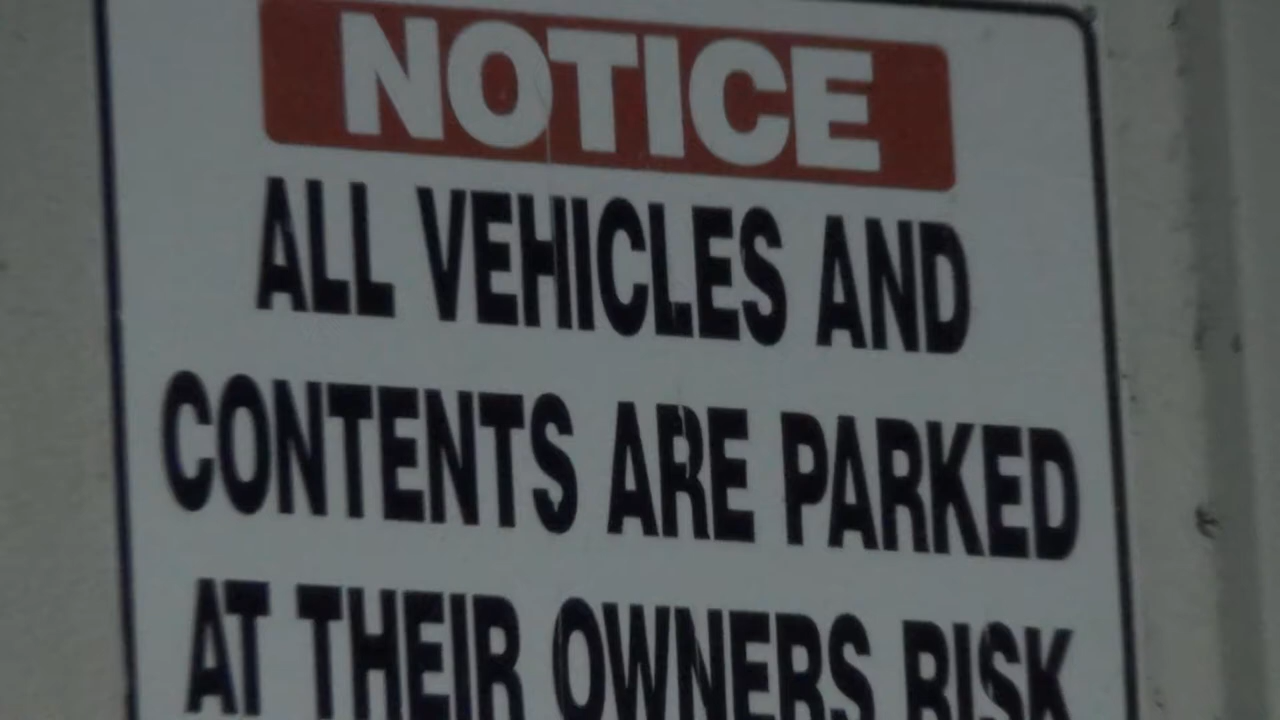 NOTICE
ALL VEHICLES AND
CONTENTS ARE PARKED
AT THEIR OWNERS RISK